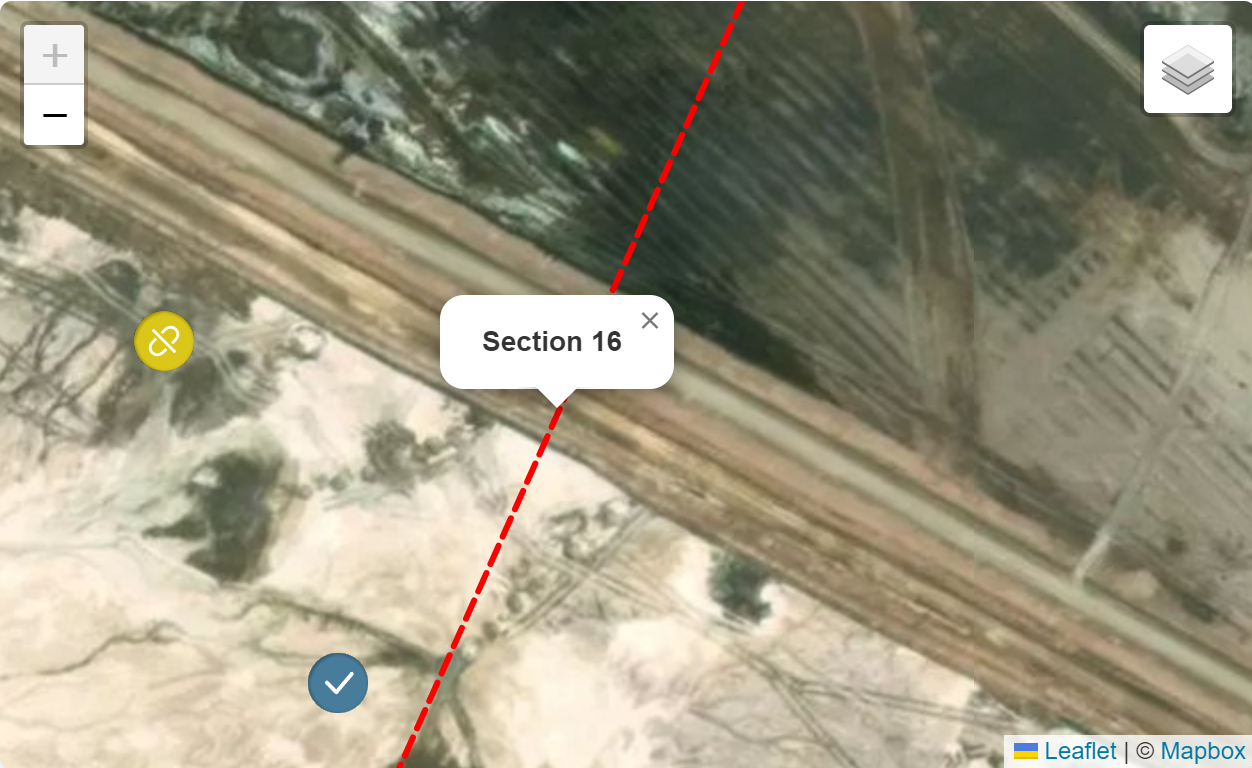 +
−
Section 16 ×
Leaflet | © Mapbox